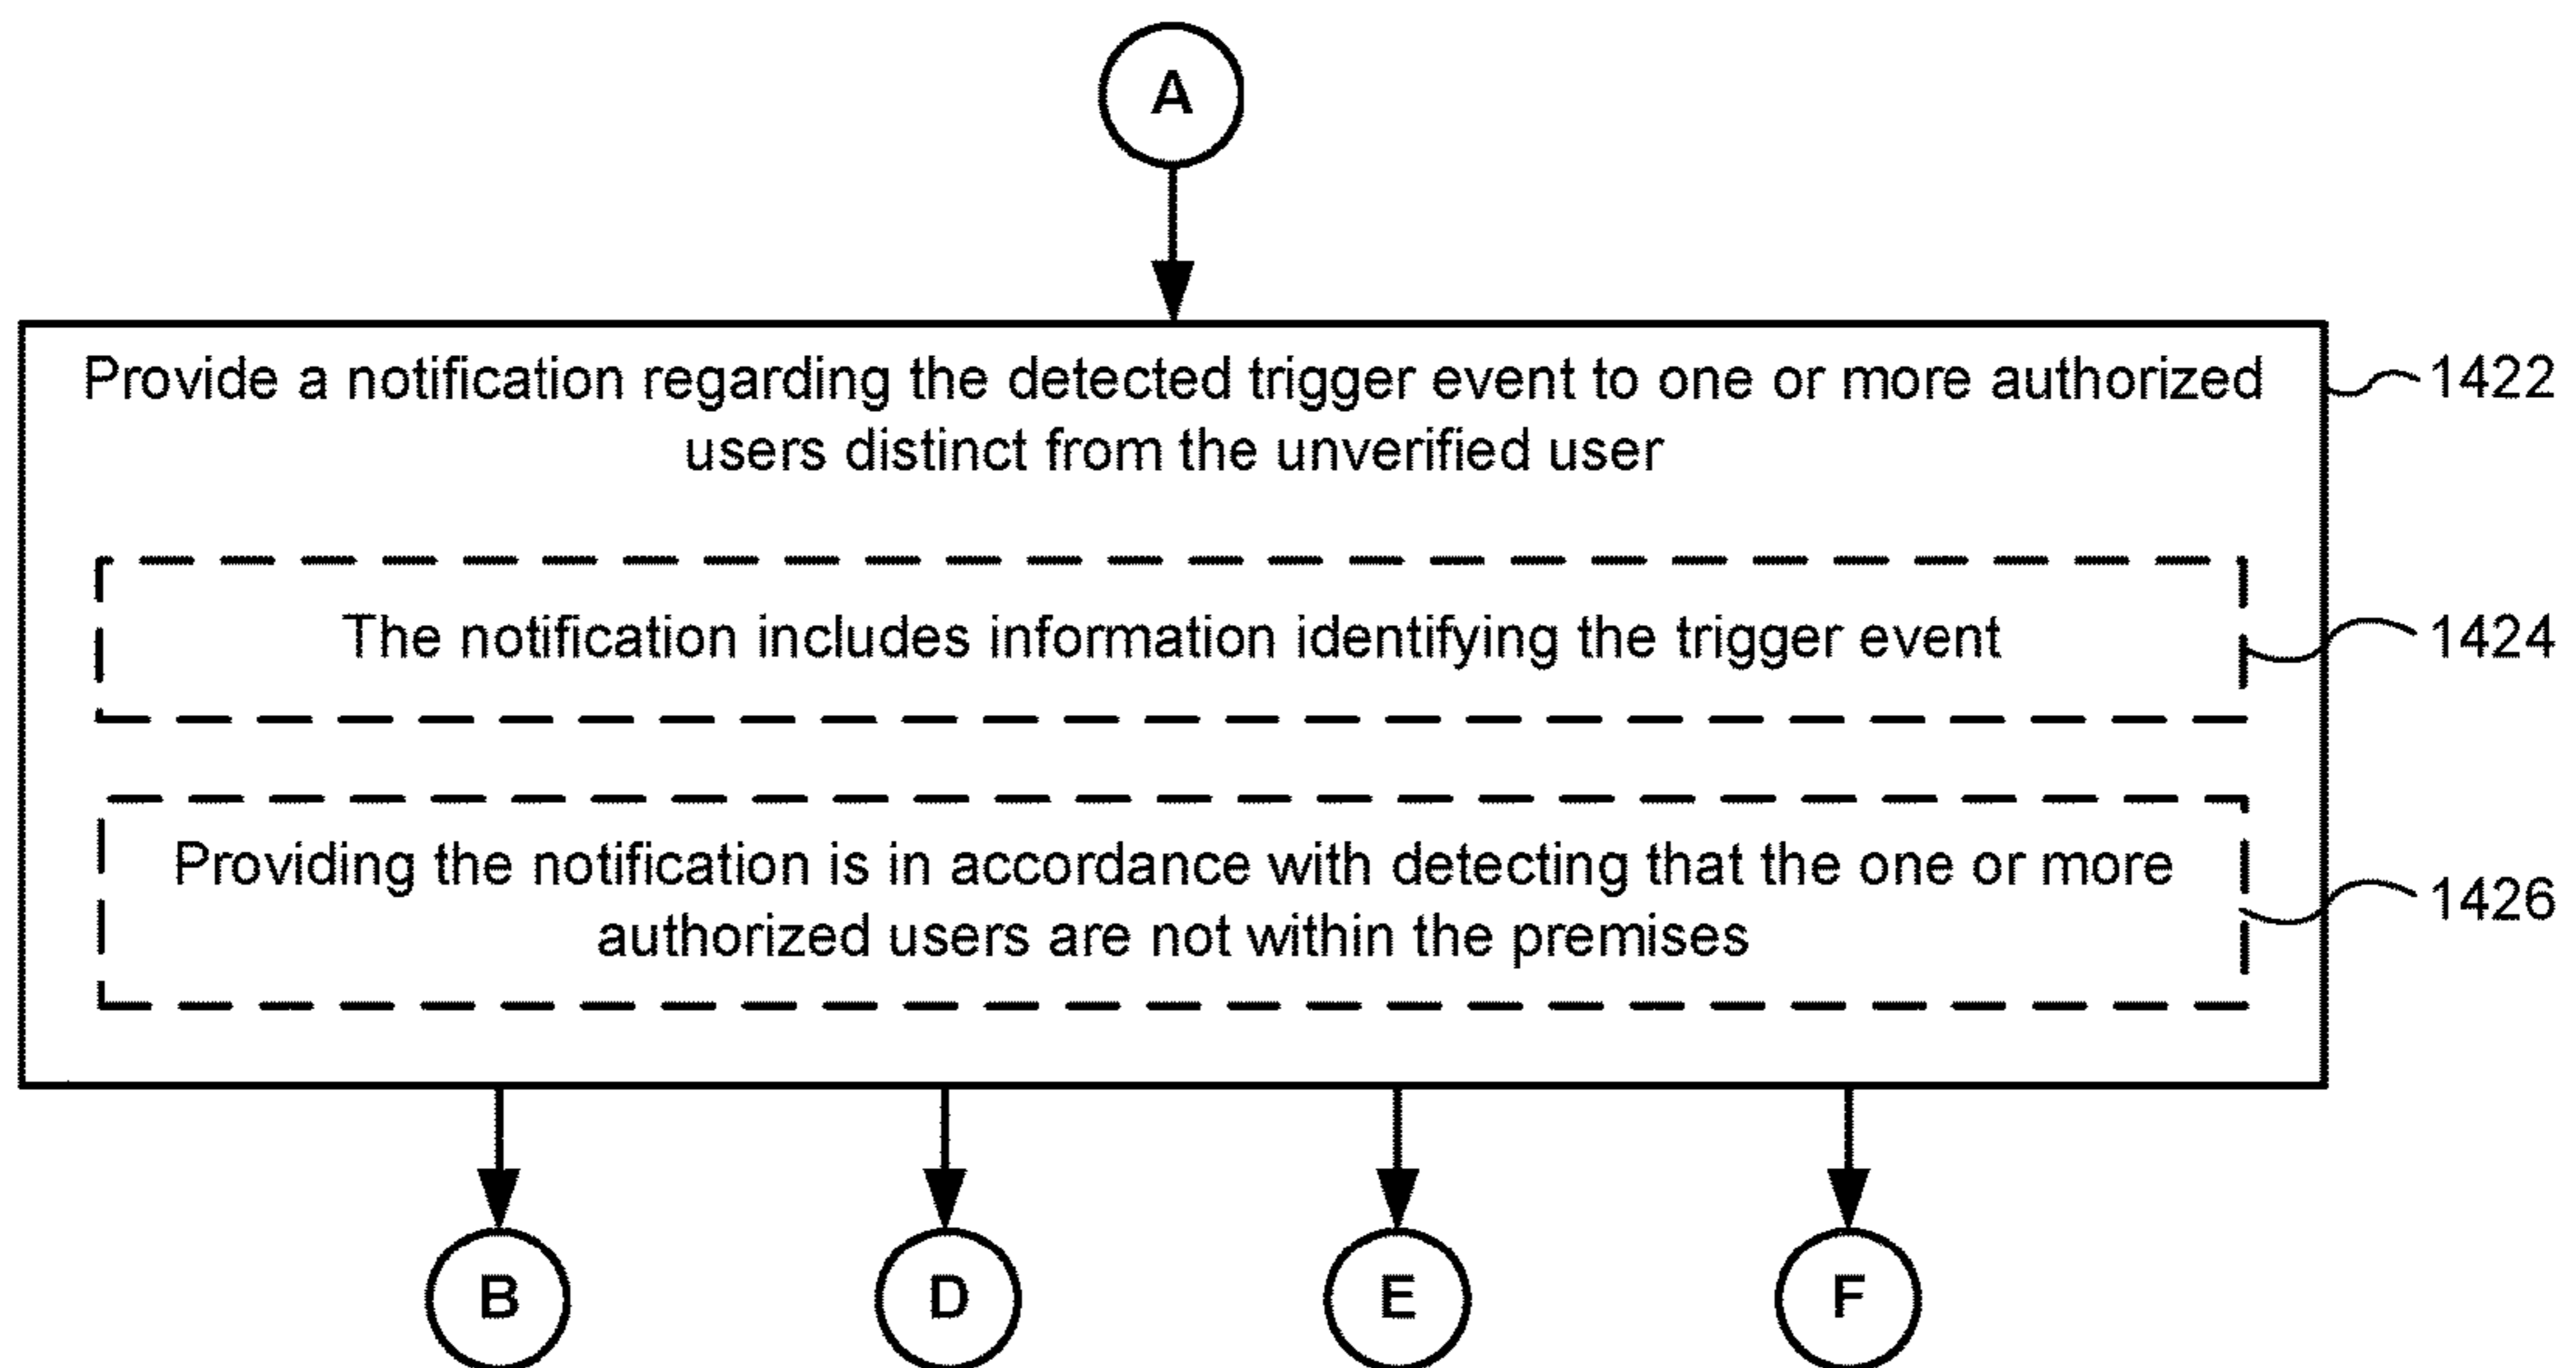 A
Provide a notification regarding the detected trigger event to one or more authorized
users distinct from the unverified user
1422
The notification includes information identifying the trigger event
1424
Providing the notification is in accordance with detecting that the one or more
authorized users are not within the premises
1426
B
D
E
F